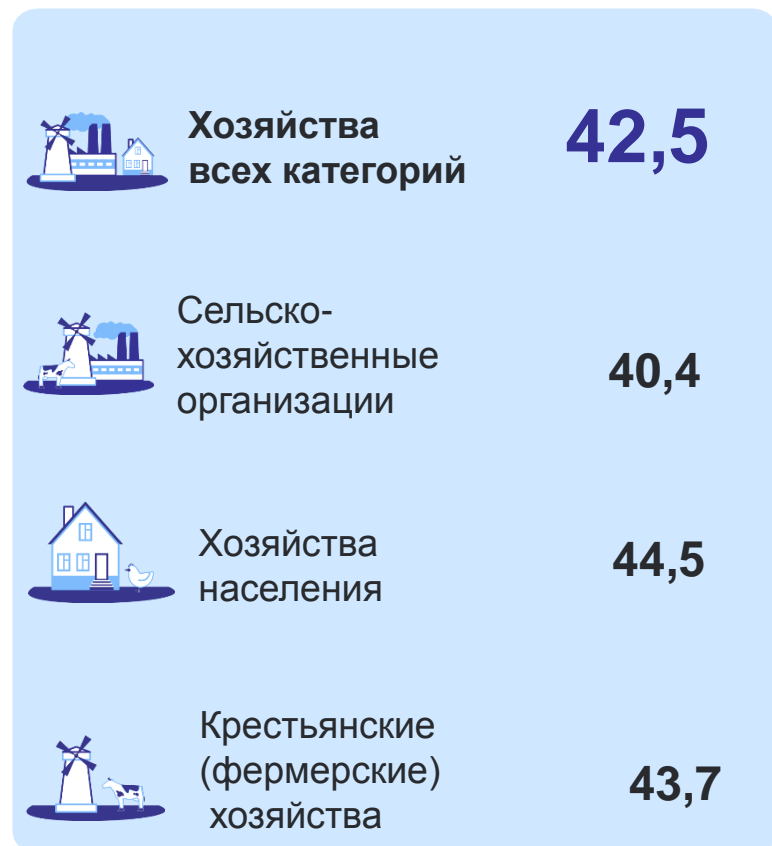 Хозяйства
всех категорий
42,5
Сельско-
хозяйственные
организации
40,4
Хозяйства
населения
44,5
Крестьянские
(фермерские)
хозяйства
43,7